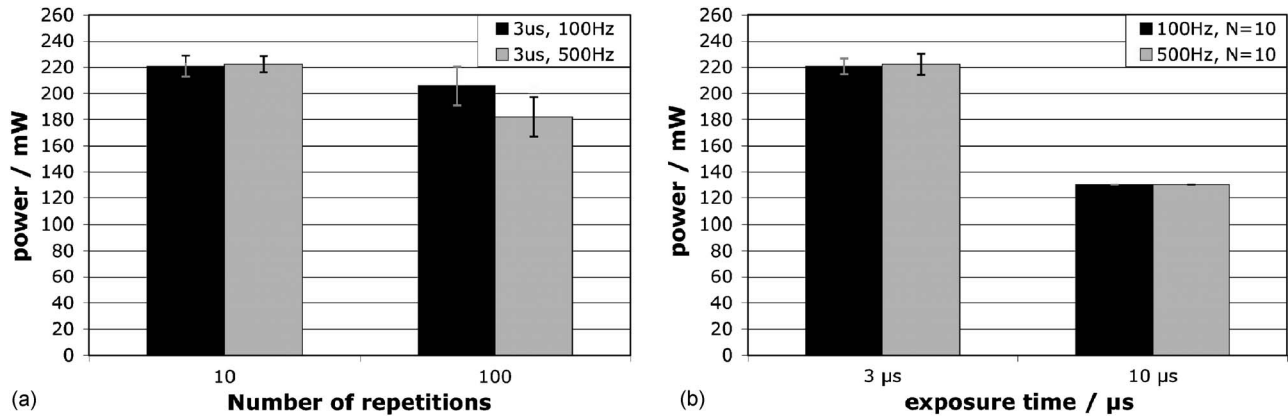 260
240
220
200
180
160
140
120
100
80
60
40
20
0
power / mW
3us, 100Hz
3us, 500Hz
10
100
(a)
Number of repetitions
260
240
220
200
180
160
140
120
100
80
60
40
20
0
power / mW
100Hz, N=10
500Hz, N=10
3 µs
10 µs
(b)
exposure time / µs